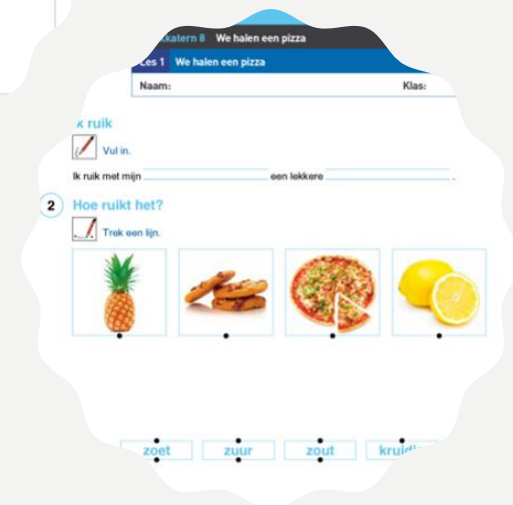 katern 8 We halen een pizza
Les 1 We halen een pizza
Naam: Klas:
k ruik
Vul in.
Ik ruik met mijn een lekkere .
2 Hoe ruikt het?
Trek een lijn.
zoet zuur zout